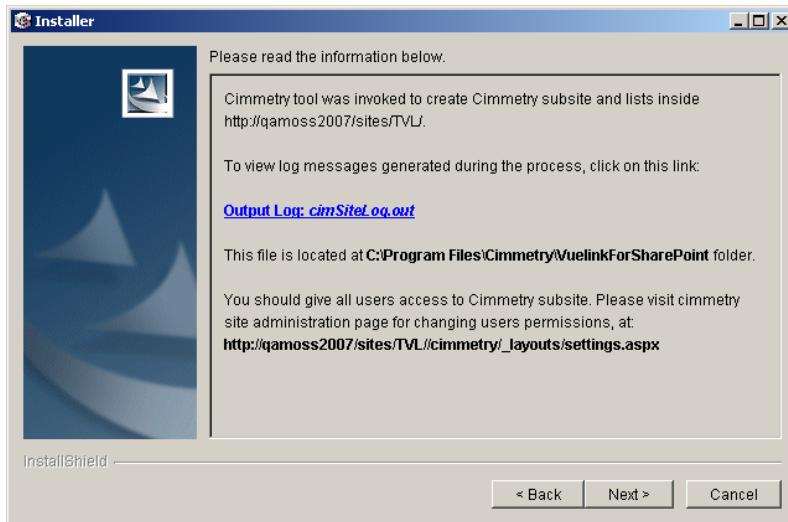 Installer
Please read the information below.
Cimmetry tool was invoked to create Cimmetry subsite and lists inside
http://qamoss2007/sites/TVL/.
To view log messages generated during the process, click on this link:
Output Log: cimSiteLog.out
This file is located at C:\Program Files\Cimmetry\VuelinkForSharePoint folder.
You should give all users access to Cimmetry subsite. Please visit cimmetry
site administration page for changing users permissions, at:
http://qamoss2007/sites/TVL//cimmetry/_layouts/settings.aspx
InstallShield
< Back
Next >
Cancel